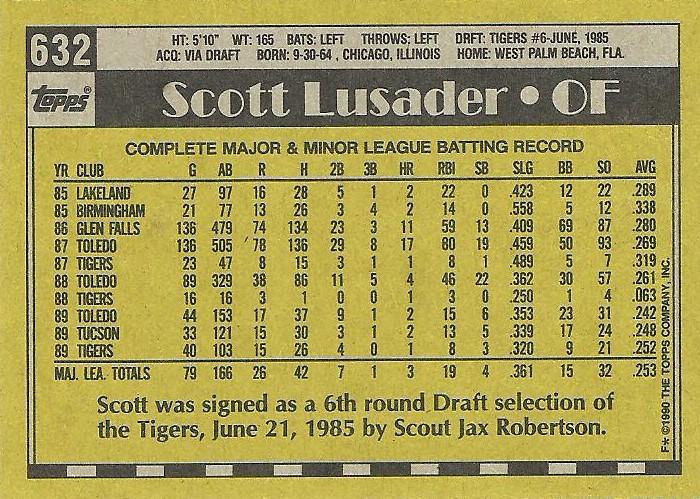 632 HT: 5'10" WT: 165 BATS: LEFT THROWS: LEFT DRFT: TIGERS #6-JUNE, 1985
ACQ: VIA DRAFT BORN: 9-30-64 , CHICAGO, ILLINOIS HOME: WEST PALM BEACH, FLA.
TOPPS® Scott Lusader • OF
COMPLETE MAJOR & MINOR LEAGUE BATTING RECORD
YR CLUB G AB R H 2B 3B HR RBI SB SLG BB SO AVG
85 LAKELAND 27 97 16 28 5 1 2 22 0 .423 12 22 .289
85 BIRMINGHAM 21 77 13 26 3 4 2 14 0 .558 5 12 .338
86 GLEN FALLS 136 479 74 134 23 3 11 59 13 .409 69 87 .280
87 TOLEDO 136 505 78 136 29 8 17 80 19 .459 50 93 .269
87 TIGERS 23 47 8 15 3 1 1 8 1 .489 5 7 .319
88 TOLEDO 89 329 38 86 11 5 4 46 22 .362 30 57 .261
88 TIGERS 16 16 3 1 0 0 1 3 0 .250 1 4 .063
89 TOLEDO 44 153 17 37 9 1 2 15 6 .353 23 31 .242
89 TUCSON 33 121 15 30 3 1 2 13 5 .339 17 24 .248
89 TIGERS 40 103 15 26 4 0 1 8 3 .320 9 21 .252
MAJ. LEA. TOTALS 79 166 26 42 7 1 3 19 4 .361 15 32 .253
Scott was signed as a 6th round Draft selection of
the Tigers, June 21, 1985 by Scout Jax Robertson.
F* ©1990 THE TOPPS COMPANY, INC.